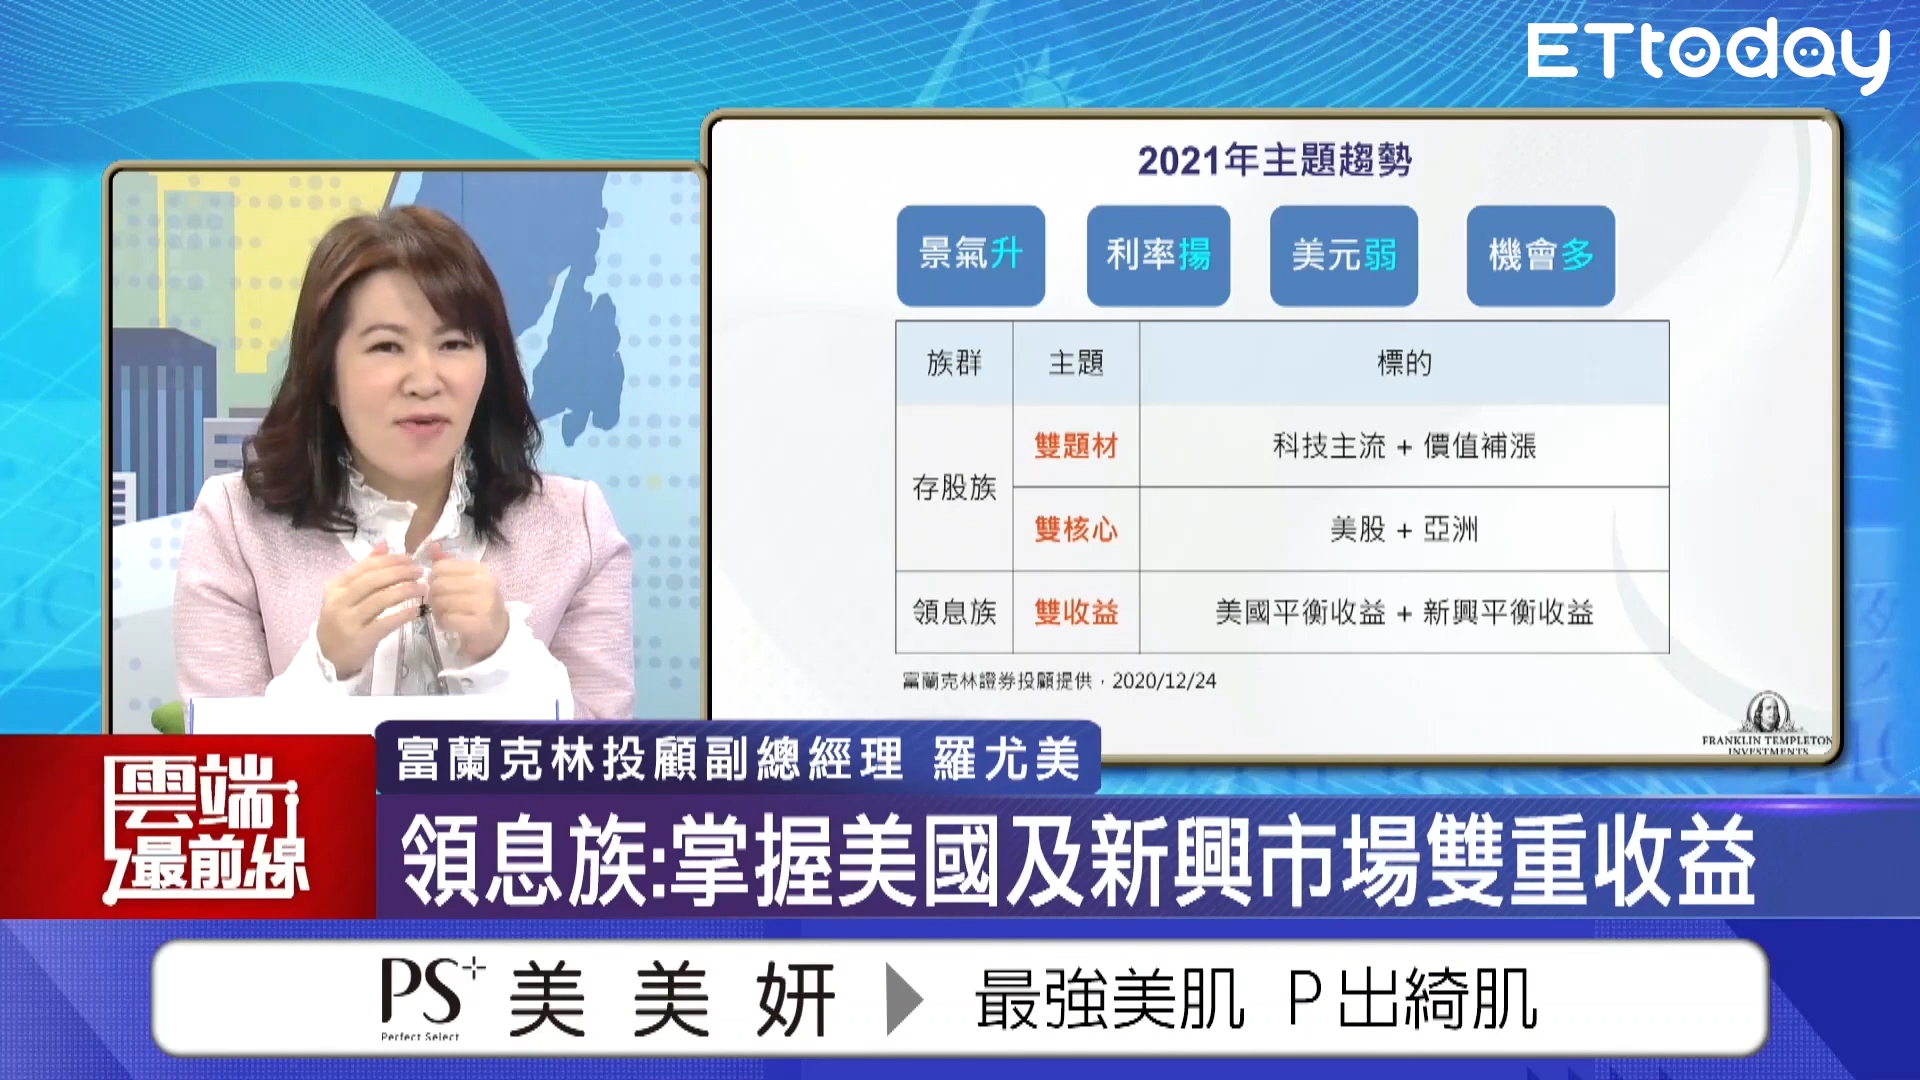 ETtoday
2021年主題趨勢
景氣升 利率揚 美元弱 機會多
族群 主題 標的
存股族 雙題材 科技主流 + 價值補漲
雙核心 美股 + 亞洲
領息族 雙收益 美國平衡收益 + 新興平衡收益
富蘭克林證券投顧提供,2020/12/24
FRANKLIN TEMPLETON
INVESTMENTS
富蘭克林投顧副總經理 羅尤美
雲端
最前線
領息族:掌握美國及新興市場雙重收益
PS+ 美美妍 最強美肌 P出綺肌
Perfect Select